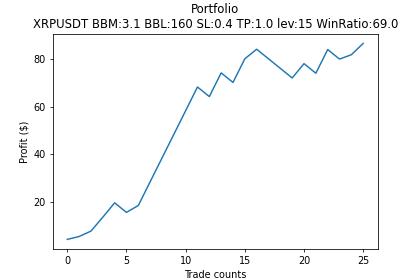 Portfolio
XRPUSDT BBM:3.1 BBL:160 SL:0.4 TP:1.0 lev:15 WinRatio:69.0
80
60
40
20
Profit ($)
0 5 10 15 20 25
Trade counts